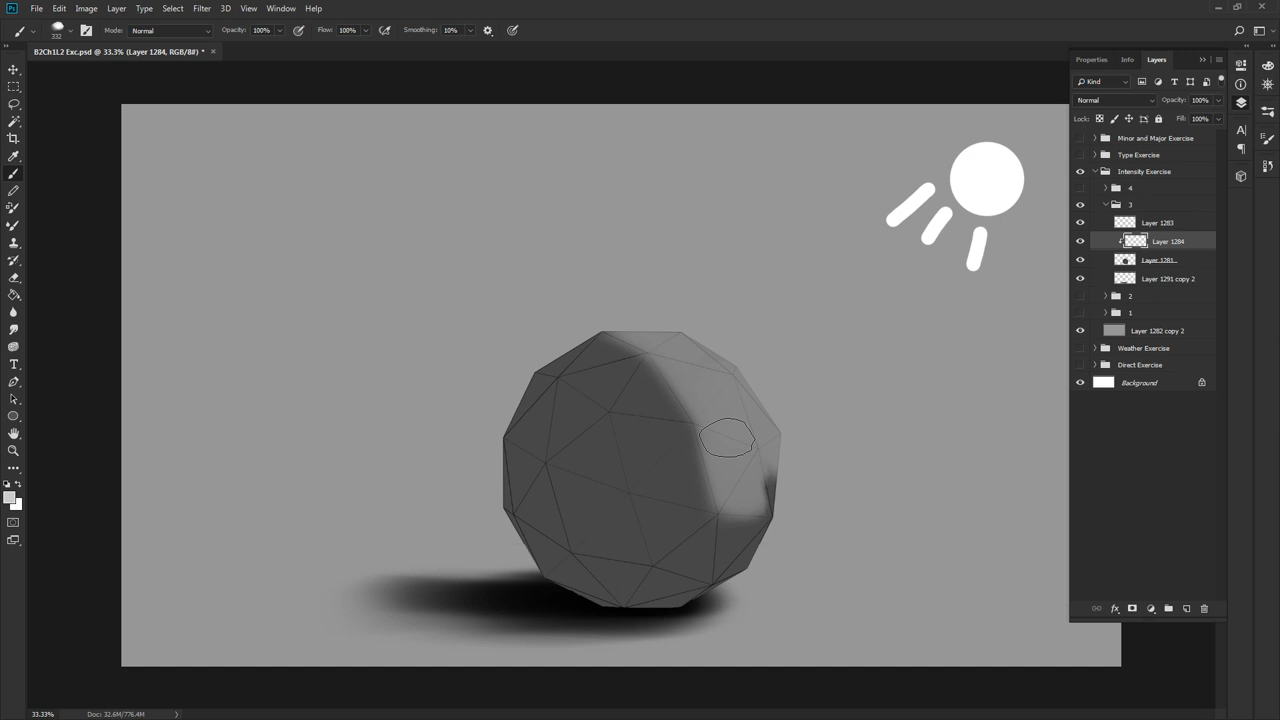 Ps File Edit Image Layer Type Select Filter 3D View Window Help
332 Mode: Normal Opacity: 100% Flow: 100% Smoothing: 10%
B2Ch1L2 Exc.psd @ 33.3% (Layer 1284, RGB/8#) * ×
Properties Info Layers
Kind
Normal Opacity: 100%
Lock: Fill: 100%
Minor and Major Exercise
Type Exercise
Intensity Exercise
4
3
Layer 1283
Layer 1284
Layer 1281
Layer 1291 copy 2
2
1
Layer 1282 copy 2
Weather Exercise
Direct Exercise
Background
33.33% Doc: 32.6M/776.4M